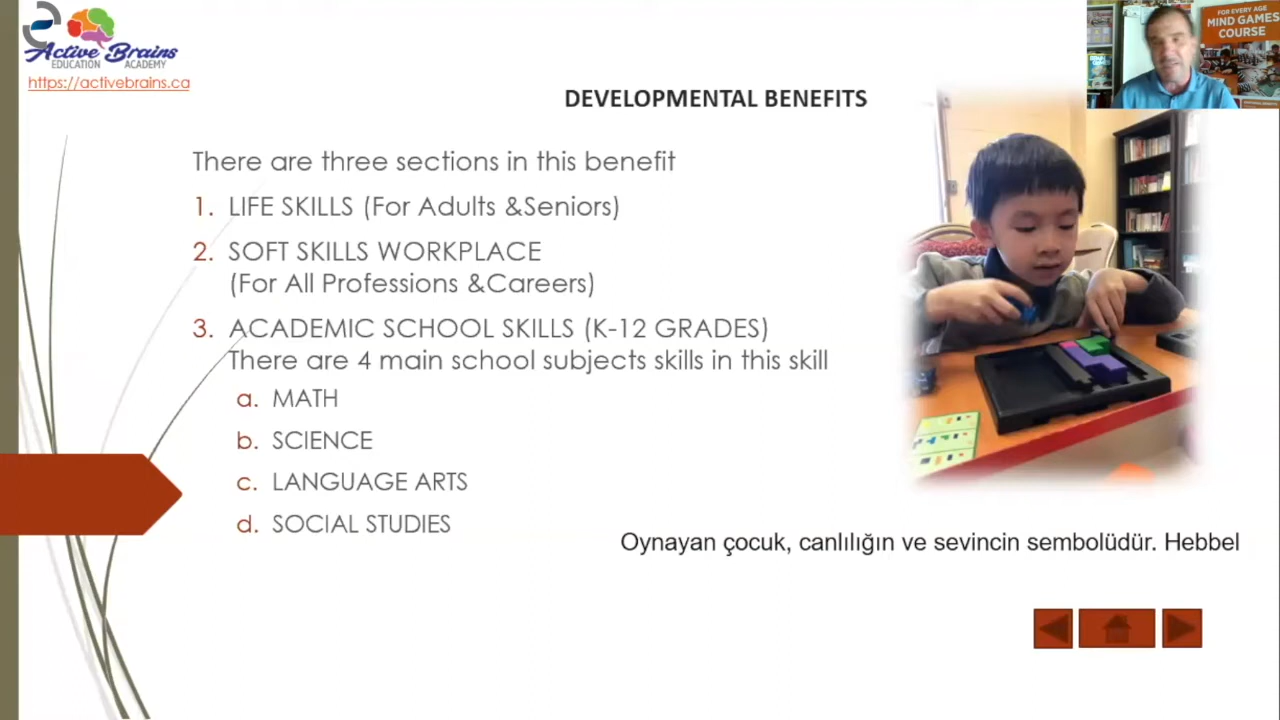 Active Brains
EDUCATION ACADEMY
https://activebrains.ca
FOR EVERY AGE
MIND GAMES
COURSE
DEVELOPMENTAL BENEFITS
There are three sections in this benefit
1. LIFE SKILLS (For Adults &Seniors)
2. SOFT SKILLS WORKPLACE
(For All Professions &Careers)
3. ACADEMIC SCHOOL SKILLS (K-12 GRADES)
There are 4 main school subjects skills in this skill
a. MATH
b. SCIENCE
c. LANGUAGE ARTS
d. SOCIAL STUDIES
Oynayan çocuk, canlılığın ve sevincin sembolüdür. Hebbel